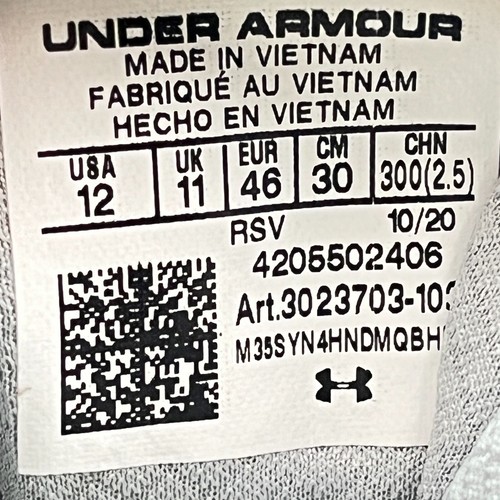 UNDER ARMOUR
MADE IN VIETNAM
FABRIQUÉ AU VIETNAM
HECHO EN VIETNAM
USA UK EUR CM CHN
12 11 46 30 300(2.5)
RSV 10/20
4205502406
Art.3023703-103
M35SYN4HNDMQBH